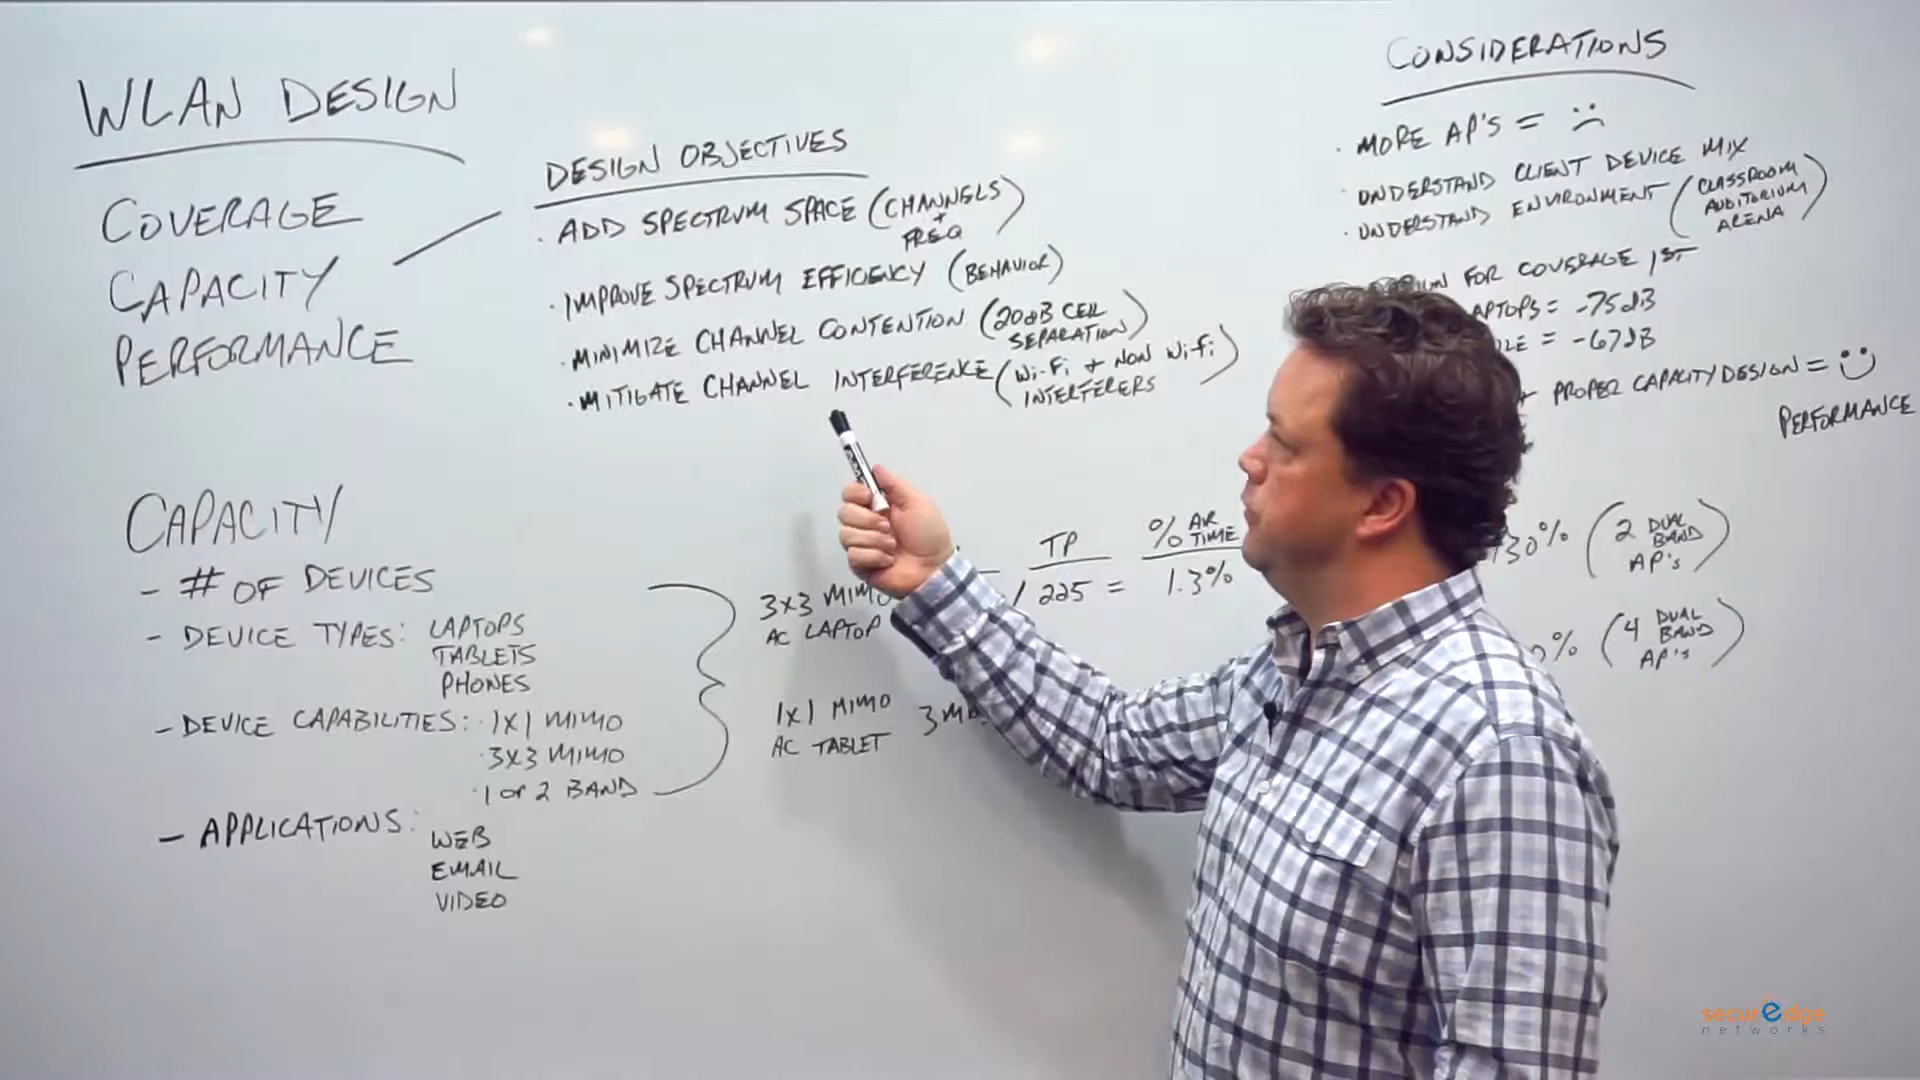 WLAN DESIGN
COVERAGE
CAPACITY
PERFORMANCE
DESIGN OBJECTIVES
· ADD SPECTRUM SPACE (CHANNELS
+
FREQ)
· IMPROVE SPECTRUM EFFICIENCY (BEHAVIOR)
· MINIMIZE CHANNEL CONTENTION (20dB CELL
SEPARATION)
· MITIGATE CHANNEL INTERFERENCE (Wi-Fi + NON Wi-Fi
INTERFERERS)
CONSIDERATIONS
· MORE AP'S = :(
· UNDERSTAND CLIENT DEVICE MIX
· UNDERSTAND ENVIRONMENT (CLASSROOM
AUDITORIUM
ARENA)
FOR COVERAGE 1ST
= -75dB
= -67dB
+ PROPER CAPACITY DESIGN = :)
PERFORMANCE
CAPACITY
- # OF DEVICES
- DEVICE TYPES: LAPTOPS
TABLETS
PHONES
- DEVICE CAPABILITIES: · 1X1 MIMO
· 3X3 MIMO
· 1 OR 2 BAND
- APPLICATIONS:
WEB
EMAIL
VIDEO
TP
% AIR
TIME
3X3 MIMO
AC LAPTOP
/ 225 = 1.3%
130% (2 DUAL
BAND
AP'S)
1X1 MIMO
AC TABLET
3
0% (4 DUAL
BAND
AP'S)
securEdge
networks